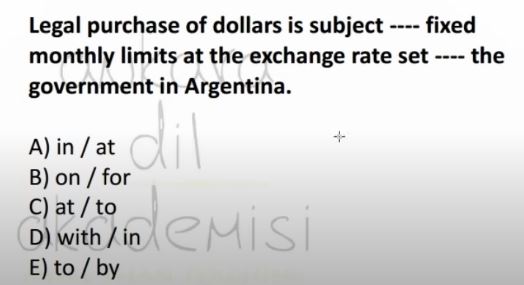 Legal purchase of dollars is subject ---- fixed
monthly limits at the exchange rate set ---- the
government in Argentina.
ankara
dil
akademisi
A) in / at
B) on / for
C) at / to
D) with / in
E) to / by